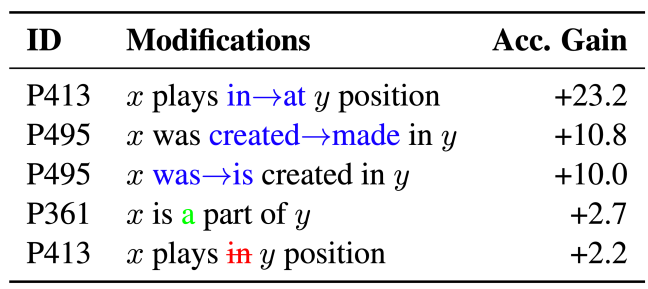 ID Modifications Acc. Gain
P413 x plays in→at y position +23.2
P495 x was created→made in y +10.8
P495 x was→is created in y +10.0
P361 x is a part of y +2.7
P413 x plays in y position +2.2